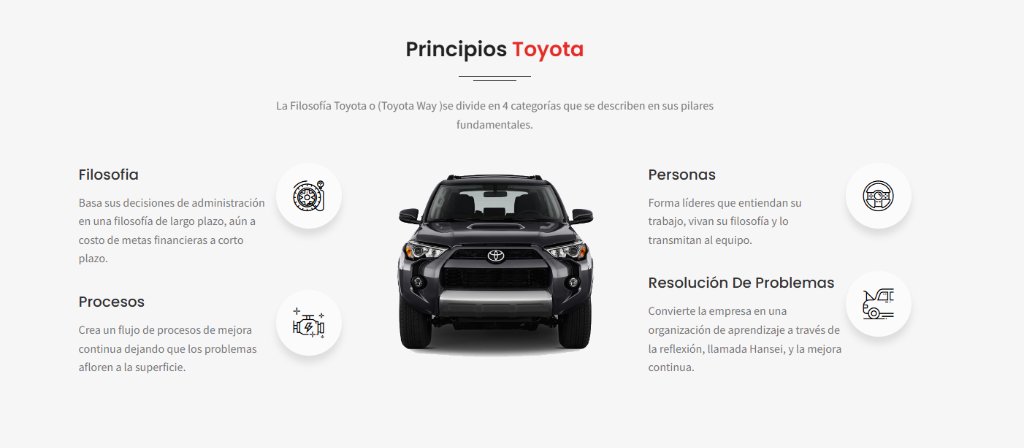 Principios Toyota
La Filosofía Toyota o (Toyota Way )se divide en 4 categorías que se describen en sus pilares
fundamentales.
Filosofia
Basa sus decisiones de administración
en una filosofía de largo plazo, aún a
costo de metas financieras a corto
plazo.
Procesos
Crea un flujo de procesos de mejora
continua dejando que los problemas
afloren a la superficie.
Personas
Forma líderes que entiendan su
trabajo, vivan su filosofía y lo
transmitan al equipo.
Resolución De Problemas
Convierte la empresa en una
organización de aprendizaje a través de
la reflexión, llamada Hansei, y la mejora
continua.